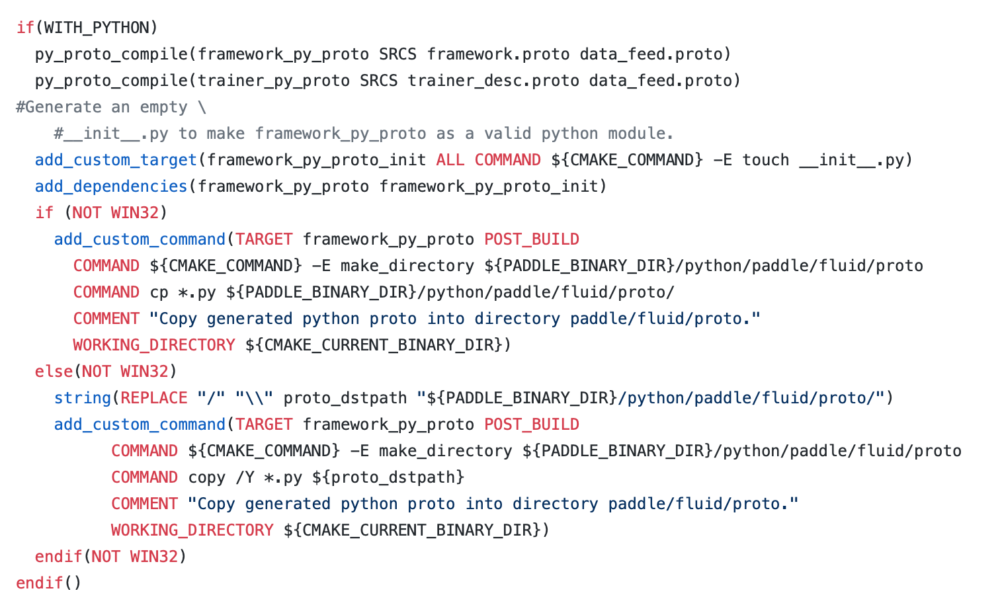 if(WITH_PYTHON)
  py_proto_compile(framework_py_proto SRCS framework.proto data_feed.proto)
  py_proto_compile(trainer_py_proto SRCS trainer_desc.proto data_feed.proto)
#Generate an empty \
    #__init__.py to make framework_py_proto as a valid python module.
  add_custom_target(framework_py_proto_init ALL COMMAND ${CMAKE_COMMAND} -E touch __init__.py)
  add_dependencies(framework_py_proto framework_py_proto_init)
  if (NOT WIN32)
    add_custom_command(TARGET framework_py_proto POST_BUILD
      COMMAND ${CMAKE_COMMAND} -E make_directory ${PADDLE_BINARY_DIR}/python/paddle/fluid/proto
      COMMAND cp *.py ${PADDLE_BINARY_DIR}/python/paddle/fluid/proto/
      COMMENT "Copy generated python proto into directory paddle/fluid/proto."
      WORKING_DIRECTORY ${CMAKE_CURRENT_BINARY_DIR})
  else(NOT WIN32)
    string(REPLACE "/" "\\" proto_dstpath "${PADDLE_BINARY_DIR}/python/paddle/fluid/proto/")
    add_custom_command(TARGET framework_py_proto POST_BUILD
          COMMAND ${CMAKE_COMMAND} -E make_directory ${PADDLE_BINARY_DIR}/python/paddle/fluid/proto
          COMMAND copy /Y *.py ${proto_dstpath}
          COMMENT "Copy generated python proto into directory paddle/fluid/proto."
          WORKING_DIRECTORY ${CMAKE_CURRENT_BINARY_DIR})
  endif(NOT WIN32)
endif()